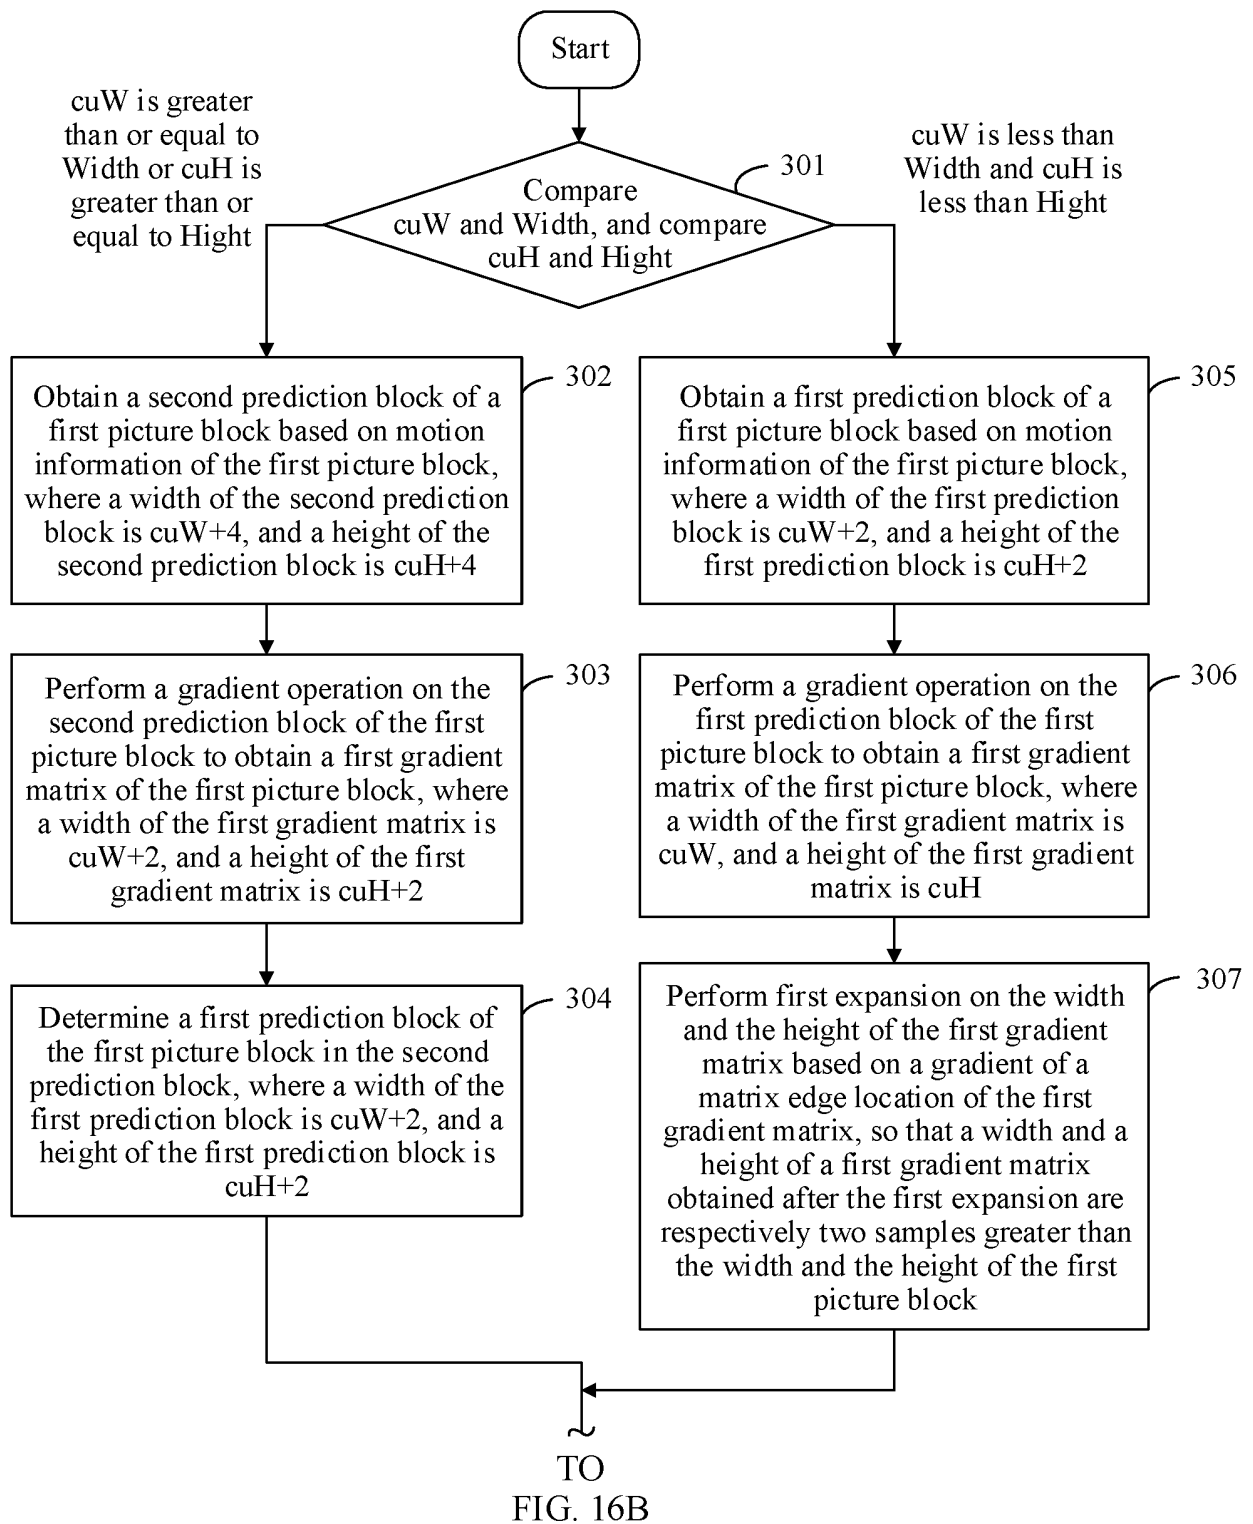 Start
cuW is greater
than or equal to
Width or cuH is
greater than or
equal to Hight
cuW is less than
Width and cuH is
less than Hight
301
Compare
cuW and Width, and compare
cuH and Hight
302
Obtain a second prediction block of a
first picture block based on motion
information of the first picture block,
where a width of the second prediction
block is cuW+4, and a height of the
second prediction block is cuH+4
303
Perform a gradient operation on the
second prediction block of the first
picture block to obtain a first gradient
matrix of the first picture block, where
a width of the first gradient matrix is
cuW+2, and a height of the first
gradient matrix is cuH+2
304
Determine a first prediction block of
the first picture block in the second
prediction block, where a width of the
first prediction block is cuW+2, and a
height of the first prediction block is
cuH+2
305
Obtain a first prediction block of a
first picture block based on motion
information of the first picture block,
where a width of the first prediction
block is cuW+2, and a height of the
first prediction block is cuH+2
306
Perform a gradient operation on the
first prediction block of the first
picture block to obtain a first gradient
matrix of the first picture block, where
a width of the first gradient matrix is
cuW, and a height of the first gradient
matrix is cuH
307
Perform first expansion on the width
and the height of the first gradient
matrix based on a gradient of a
matrix edge location of the first
gradient matrix, so that a width and a
height of a first gradient matrix
obtained after the first expansion are
respectively two samples greater than
the width and the height of the first
picture block
TO
FIG. 16B